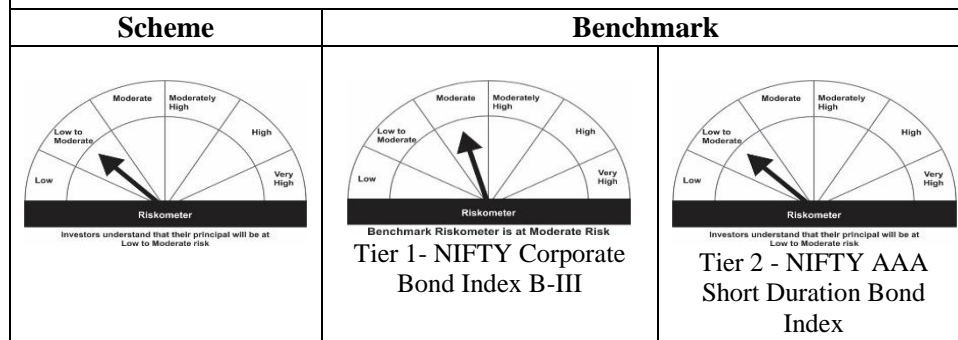 Scheme
Benchmark
Low
Low to
Moderate
Moderate
Moderately
High
High
Very
High
Riskometer
Investors understand that their principal will be at
Low to Moderate risk
Low
Low to
Moderate
Moderate
Moderately
High
High
Very
High
Riskometer
Benchmark Riskometer is at Moderate Risk
Tier 1- NIFTY Corporate
Bond Index B-III
Low
Low to
Moderate
Moderate
Moderately
High
High
Very
High
Riskometer
Investors understand that their principal will be at
Low to Moderate risk
Tier 2 - NIFTY AAA
Short Duration Bond
Index